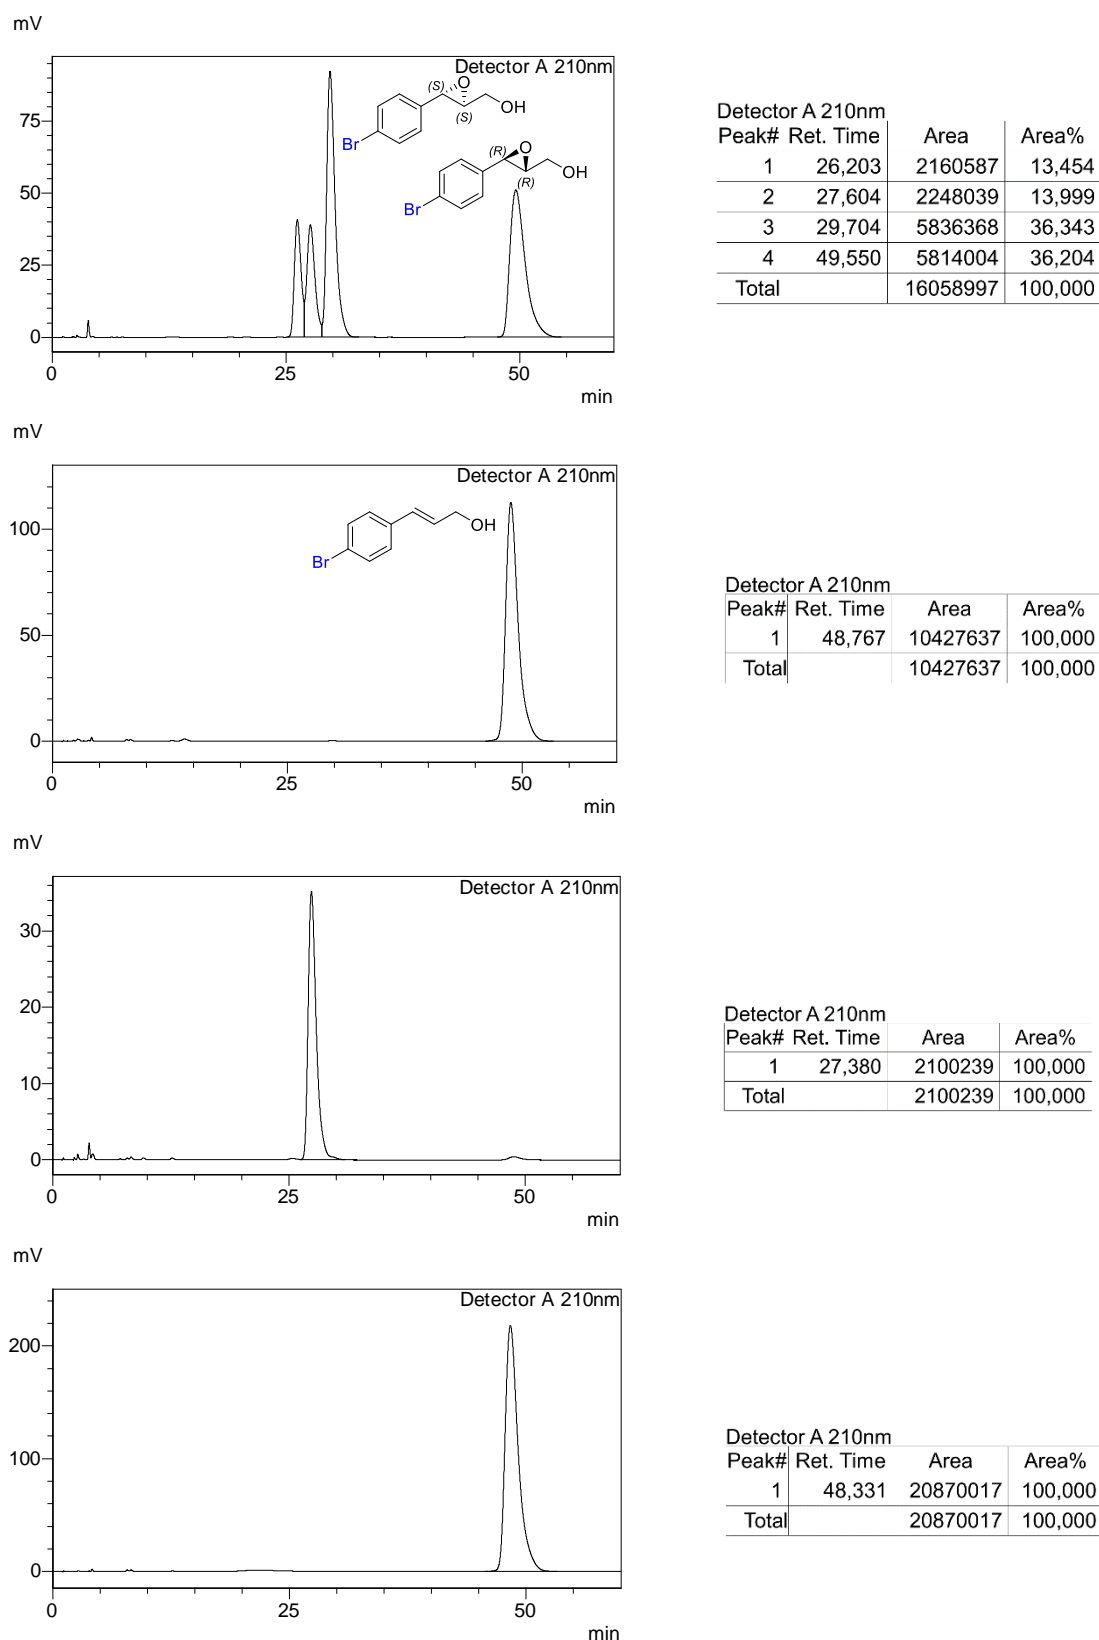 mV
Detector A 210nm
(S)
O
(S)
OH
Br
(R)
O
(R)
OH
Br
75
50
25
0
0 25 50
min
Detector A 210nm
Peak# Ret. Time Area Area%
1 26,203 2160587 13,454
2 27,604 2248039 13,999
3 29,704 5836368 36,343
4 49,550 5814004 36,204
Total 16058997 100,000
mV
Detector A 210nm
OH
Br
100
50
0
0 25 50
min
Detector A 210nm
Peak# Ret. Time Area Area%
1 48,767 10427637 100,000
Total 10427637 100,000
mV
Detector A 210nm
30
20
10
0
0 25 50
min
Detector A 210nm
Peak# Ret. Time Area Area%
1 27,380 2100239 100,000
Total 2100239 100,000
mV
Detector A 210nm
200
100
0
0 25 50
min
Detector A 210nm
Peak# Ret. Time Area Area%
1 48,331 20870017 100,000
Total 20870017 100,000